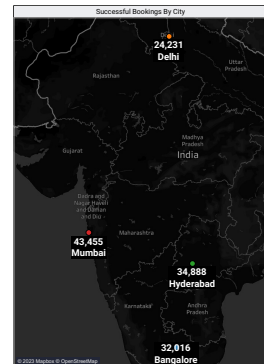 Successful Bookings By City
24,231
Delhi
Rajasthan
Uttar
Pradesh
Gujarat
Madhya
Pradesh
India
Dadra and
Nagar Haveli
and Daman
and Diu
Maharashtra
43,455
Mumbai
34,888
Hyderabad
Karnataka
Andhra
Pradesh
32,016
Bangalore
© 2023 Mapbox © OpenStreetMap